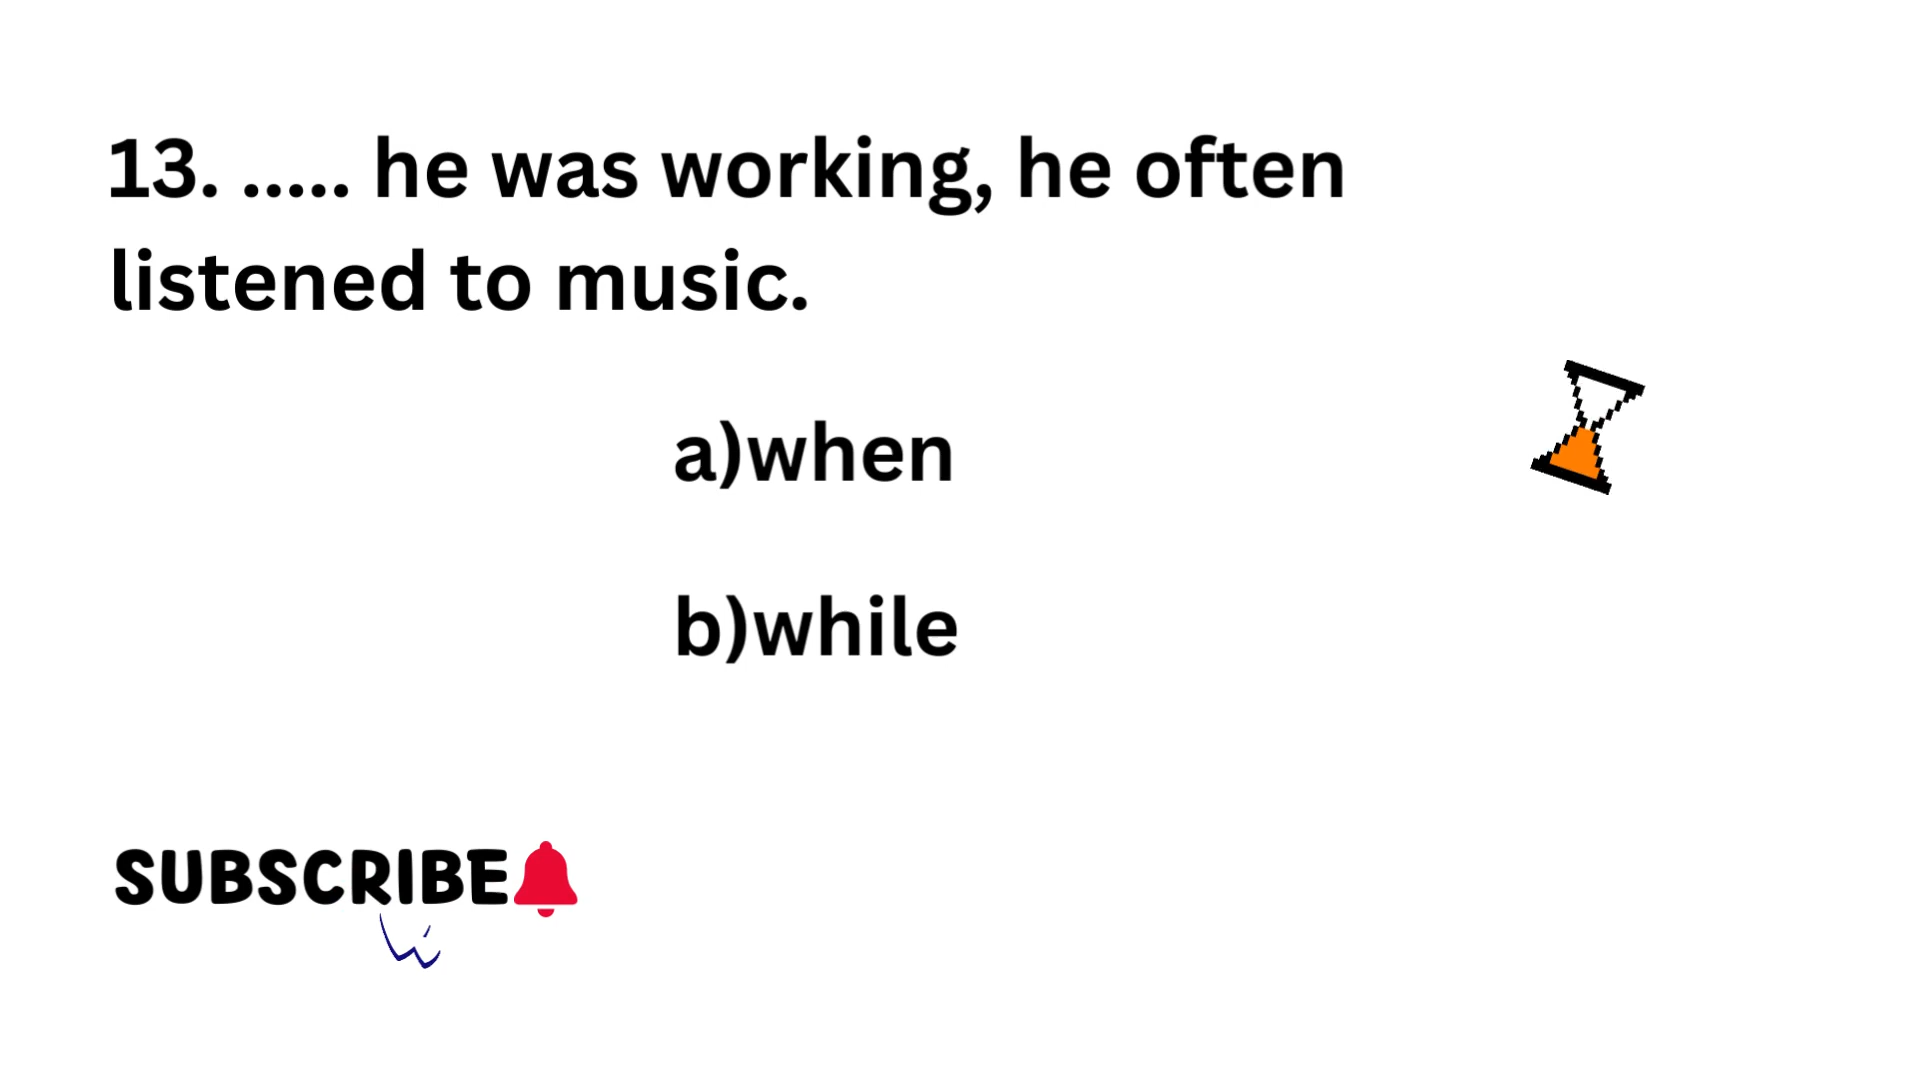 13. ..... he was working, he often
listened to music.
a)when
b)while
SUBSCRIBE